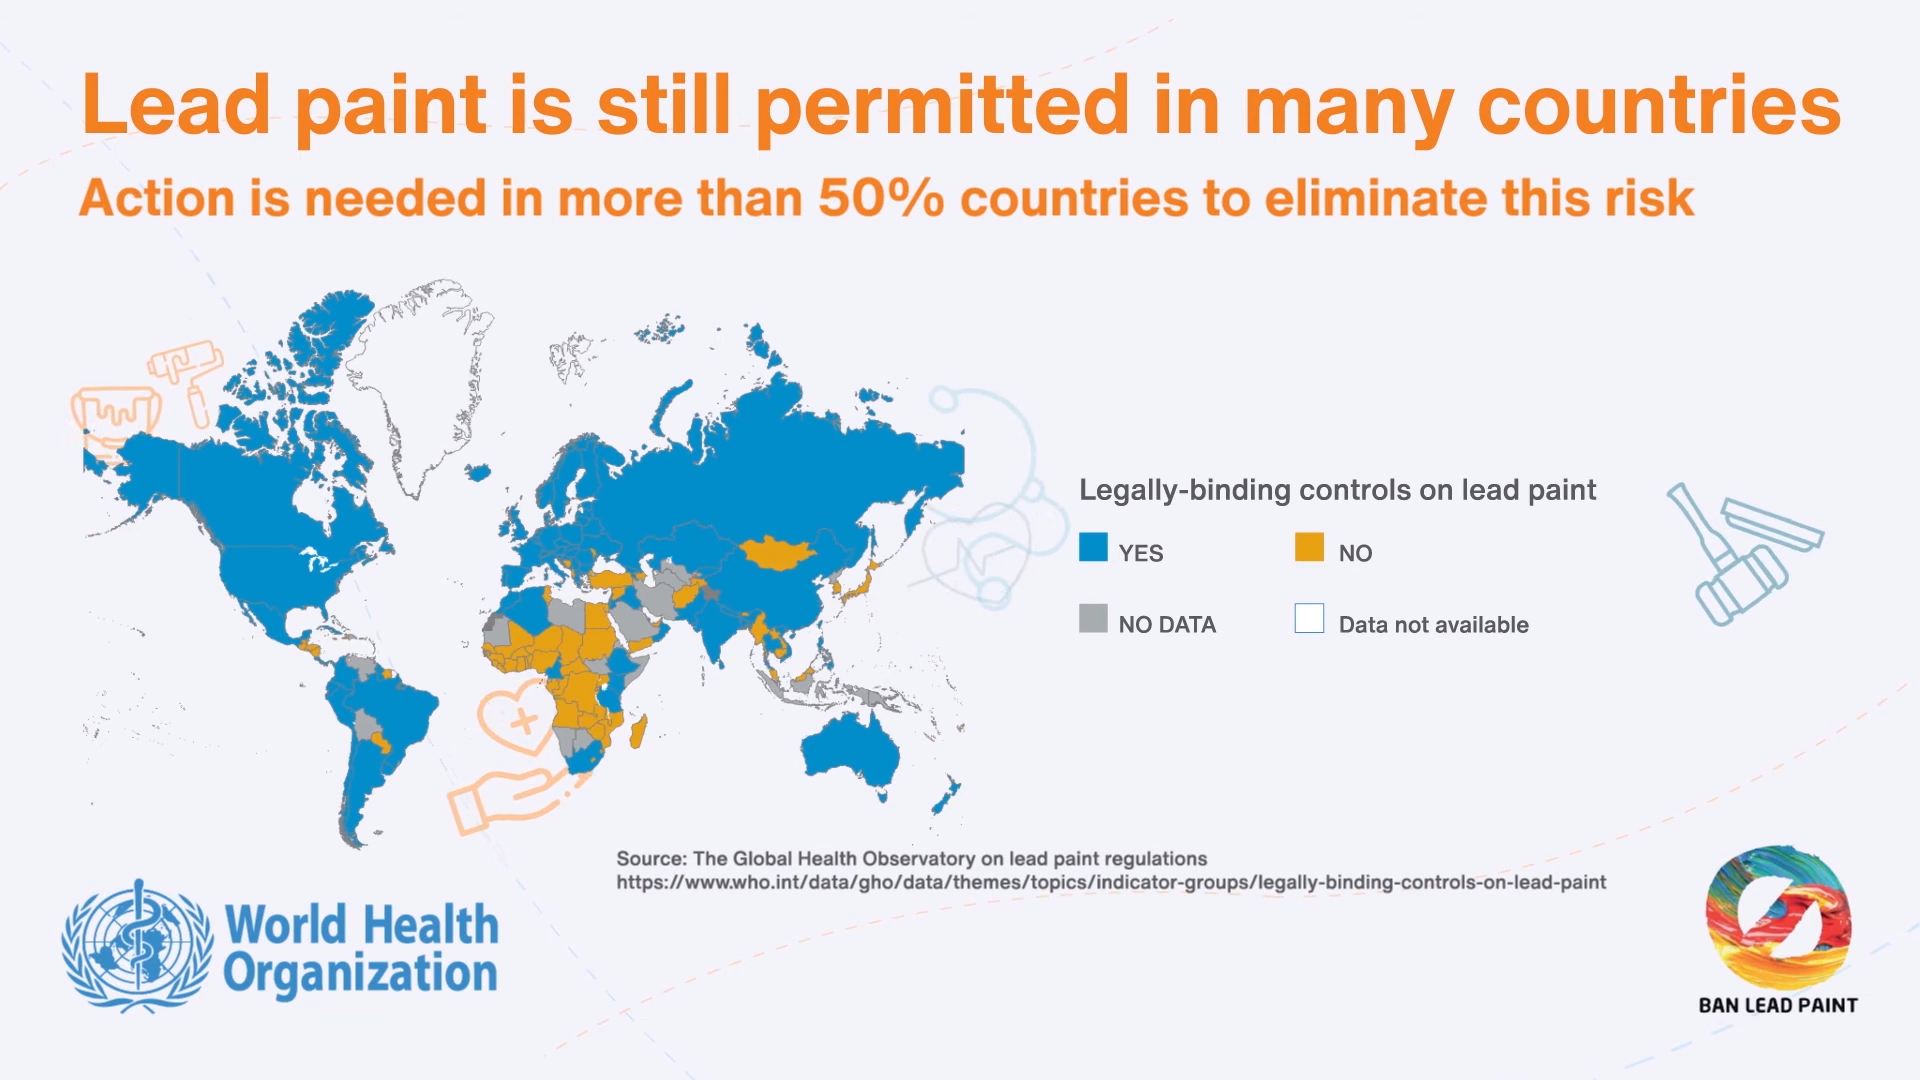 Lead paint is still permitted in many countries
Action is needed in more than 50% countries to eliminate this risk
Legally-binding controls on lead paint
YES
NO
NO DATA
Data not available
Source: The Global Health Observatory on lead paint regulations
https://www.who.int/data/gho/data/themes/topics/indicator-groups/legally-binding-controls-on-lead-paint
World Health
Organization
BAN LEAD PAINT